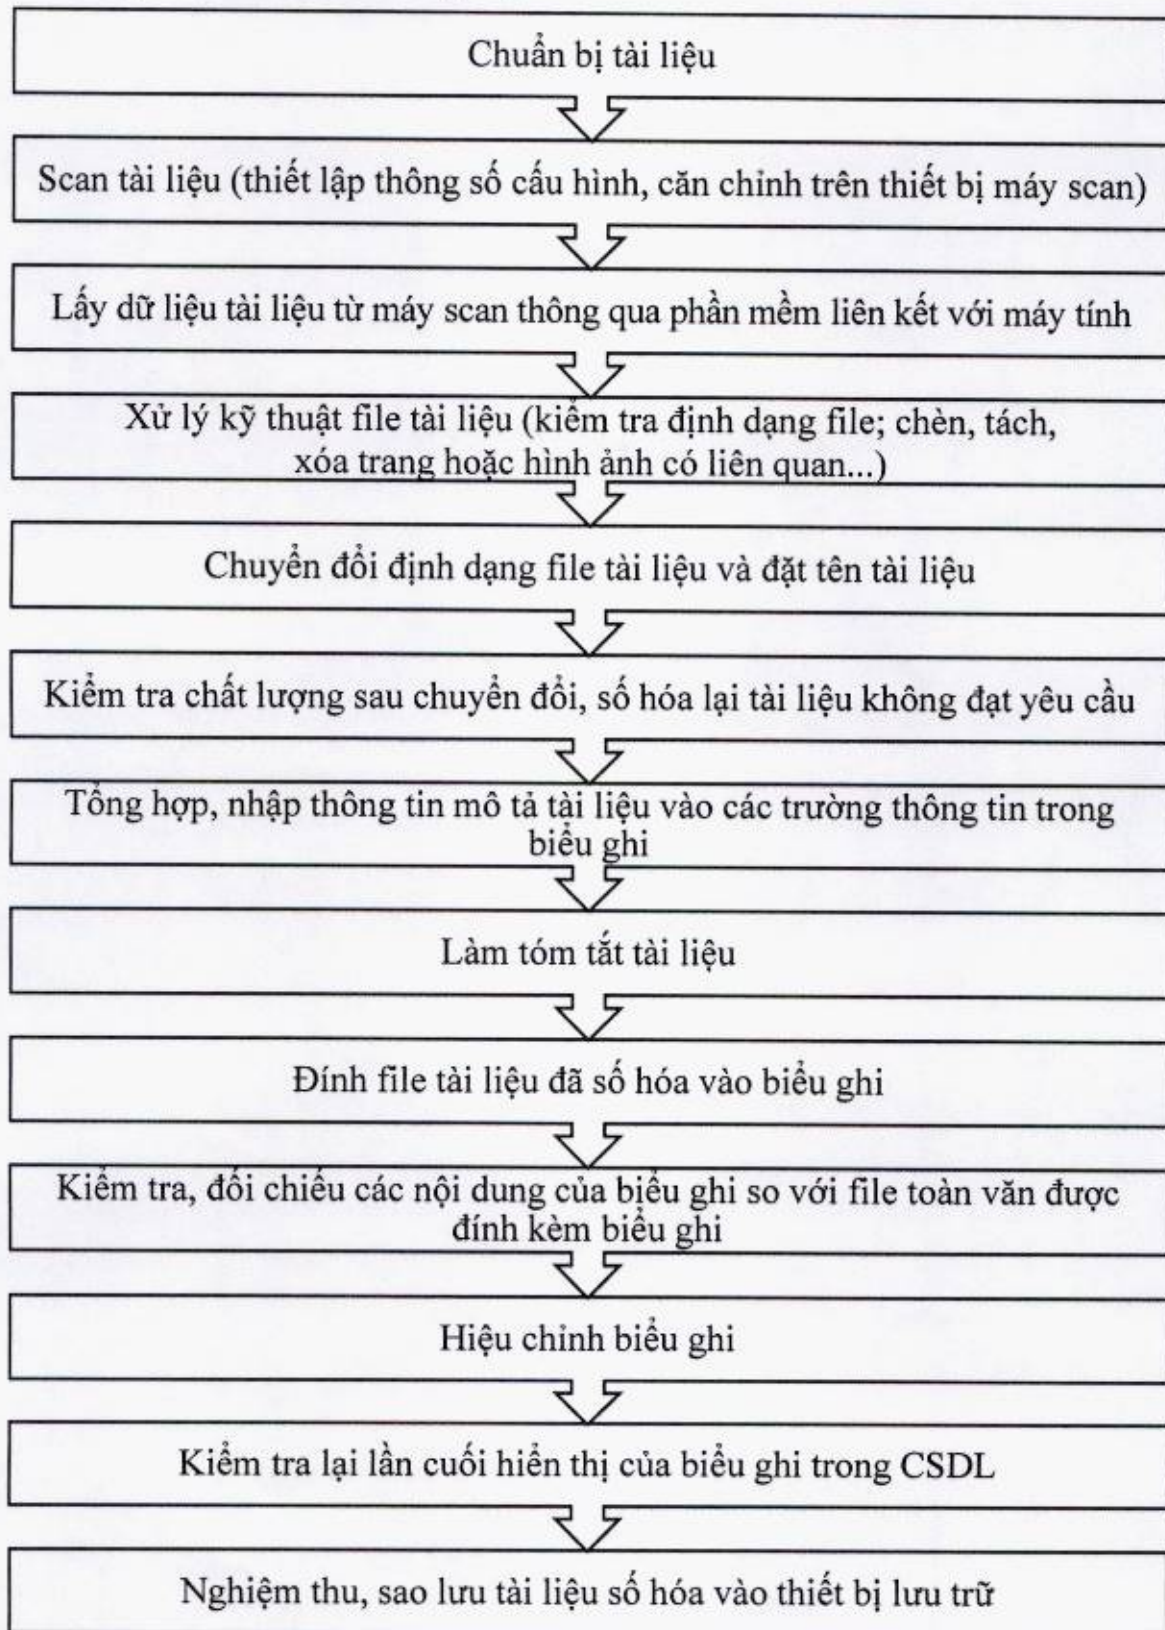 Chuẩn bị tài liệu
Scan tài liệu (thiết lập thông số cấu hình, căn chỉnh trên thiết bị máy scan)
Lấy dữ liệu tài liệu từ máy scan thông qua phần mềm liên kết với máy tính
Xử lý kỹ thuật file tài liệu (kiểm tra định dạng file; chèn, tách,
xóa trang hoặc hình ảnh có liên quan...)
Chuyển đổi định dạng file tài liệu và đặt tên tài liệu
Kiểm tra chất lượng sau chuyển đổi, số hóa lại tài liệu không đạt yêu cầu
Tổng hợp, nhập thông tin mô tả tài liệu vào các trường thông tin trong
biểu ghi
Làm tóm tắt tài liệu
Đính file tài liệu đã số hóa vào biểu ghi
Kiểm tra, đối chiếu các nội dung của biểu ghi so với file toàn văn được
đính kèm biểu ghi
Hiệu chỉnh biểu ghi
Kiểm tra lại lần cuối hiển thị của biểu ghi trong CSDL
Nghiệm thu, sao lưu tài liệu số hóa vào thiết bị lưu trữ